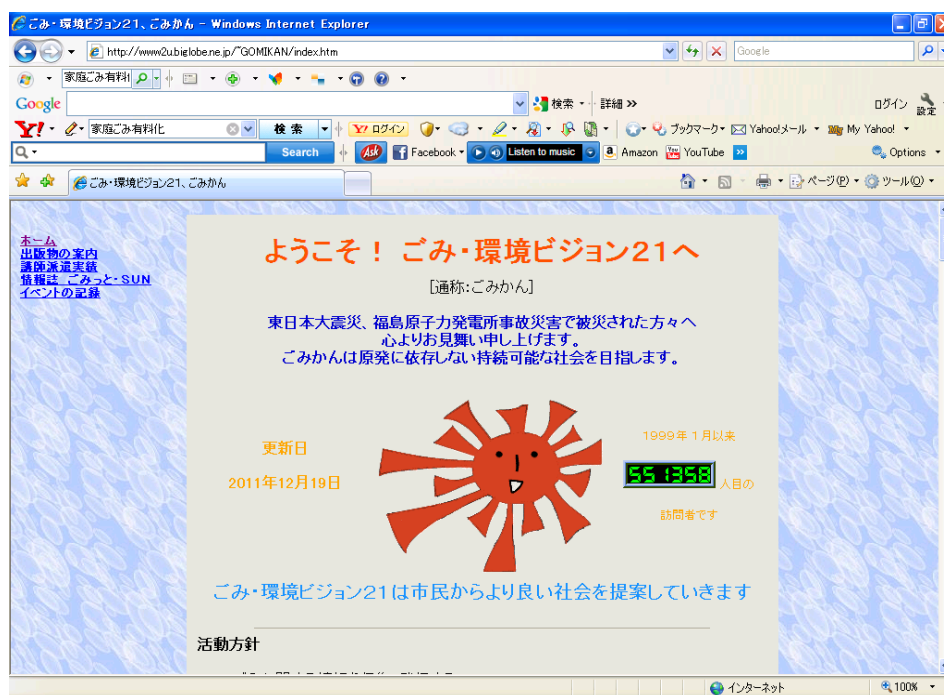 ごみ・環境ビジョン21、ごみかん - Windows Internet Explorer
http://www2u.biglobe.ne.jp/~GOMIKAN/index.htm
Google
家庭ごみ有料
Google 検索 詳細 >> ログイン 設定
Y! 家庭ごみ有料化 検索 Y! ログイン ブックマーク Yahoo!メール My Yahoo!
Search Ask Facebook Listen to music Amazon YouTube Options
ごみ・環境ビジョン21、ごみかん ページ(P) ツール(O)
ホーム
出版物の案内
講師派遣実績
情報誌 ごみっと・SUN
イベントの記録
ようこそ! ごみ・環境ビジョン21へ
[通称:ごみかん]
東日本大震災、福島原子力発電所事故災害で被災された方々へ
心よりお見舞い申し上げます。
ごみかんは原発に依存しない持続可能な社会を目指します。
更新日
2011年12月19日
1999年1月以来
551358 人目の
訪問者です
ごみ・環境ビジョン21は市民からより良い社会を提案していきます
活動方針
インターネット 100%